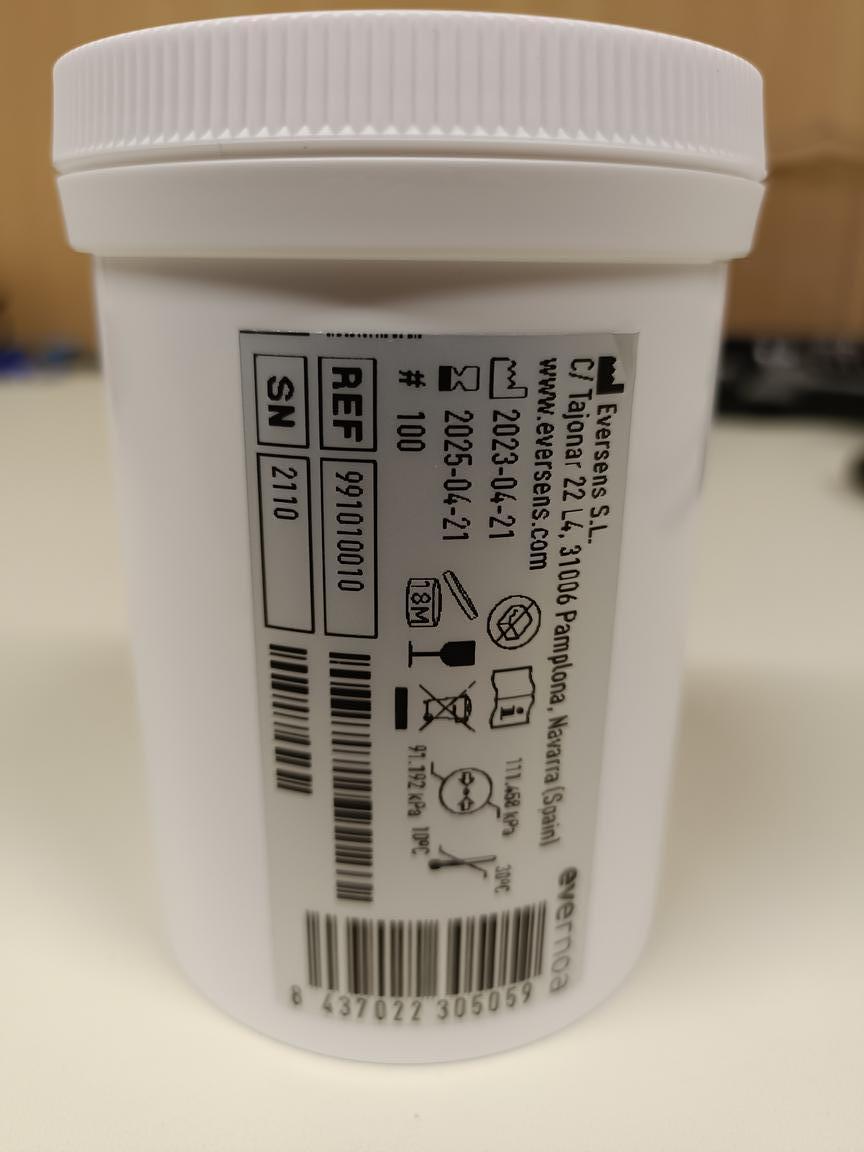 Eversens S.L.
C/ Tajonar 22 L4, 31006 Pamplona, Navarra (Spain)
www.eversens.com
evernoa
2023-04-21
2025-04-21
# 100
18M
i
111.458 kPa
91.192 kPa
30ºC
10ºC
REF 9910100010
SN 2110
8 437022 305059